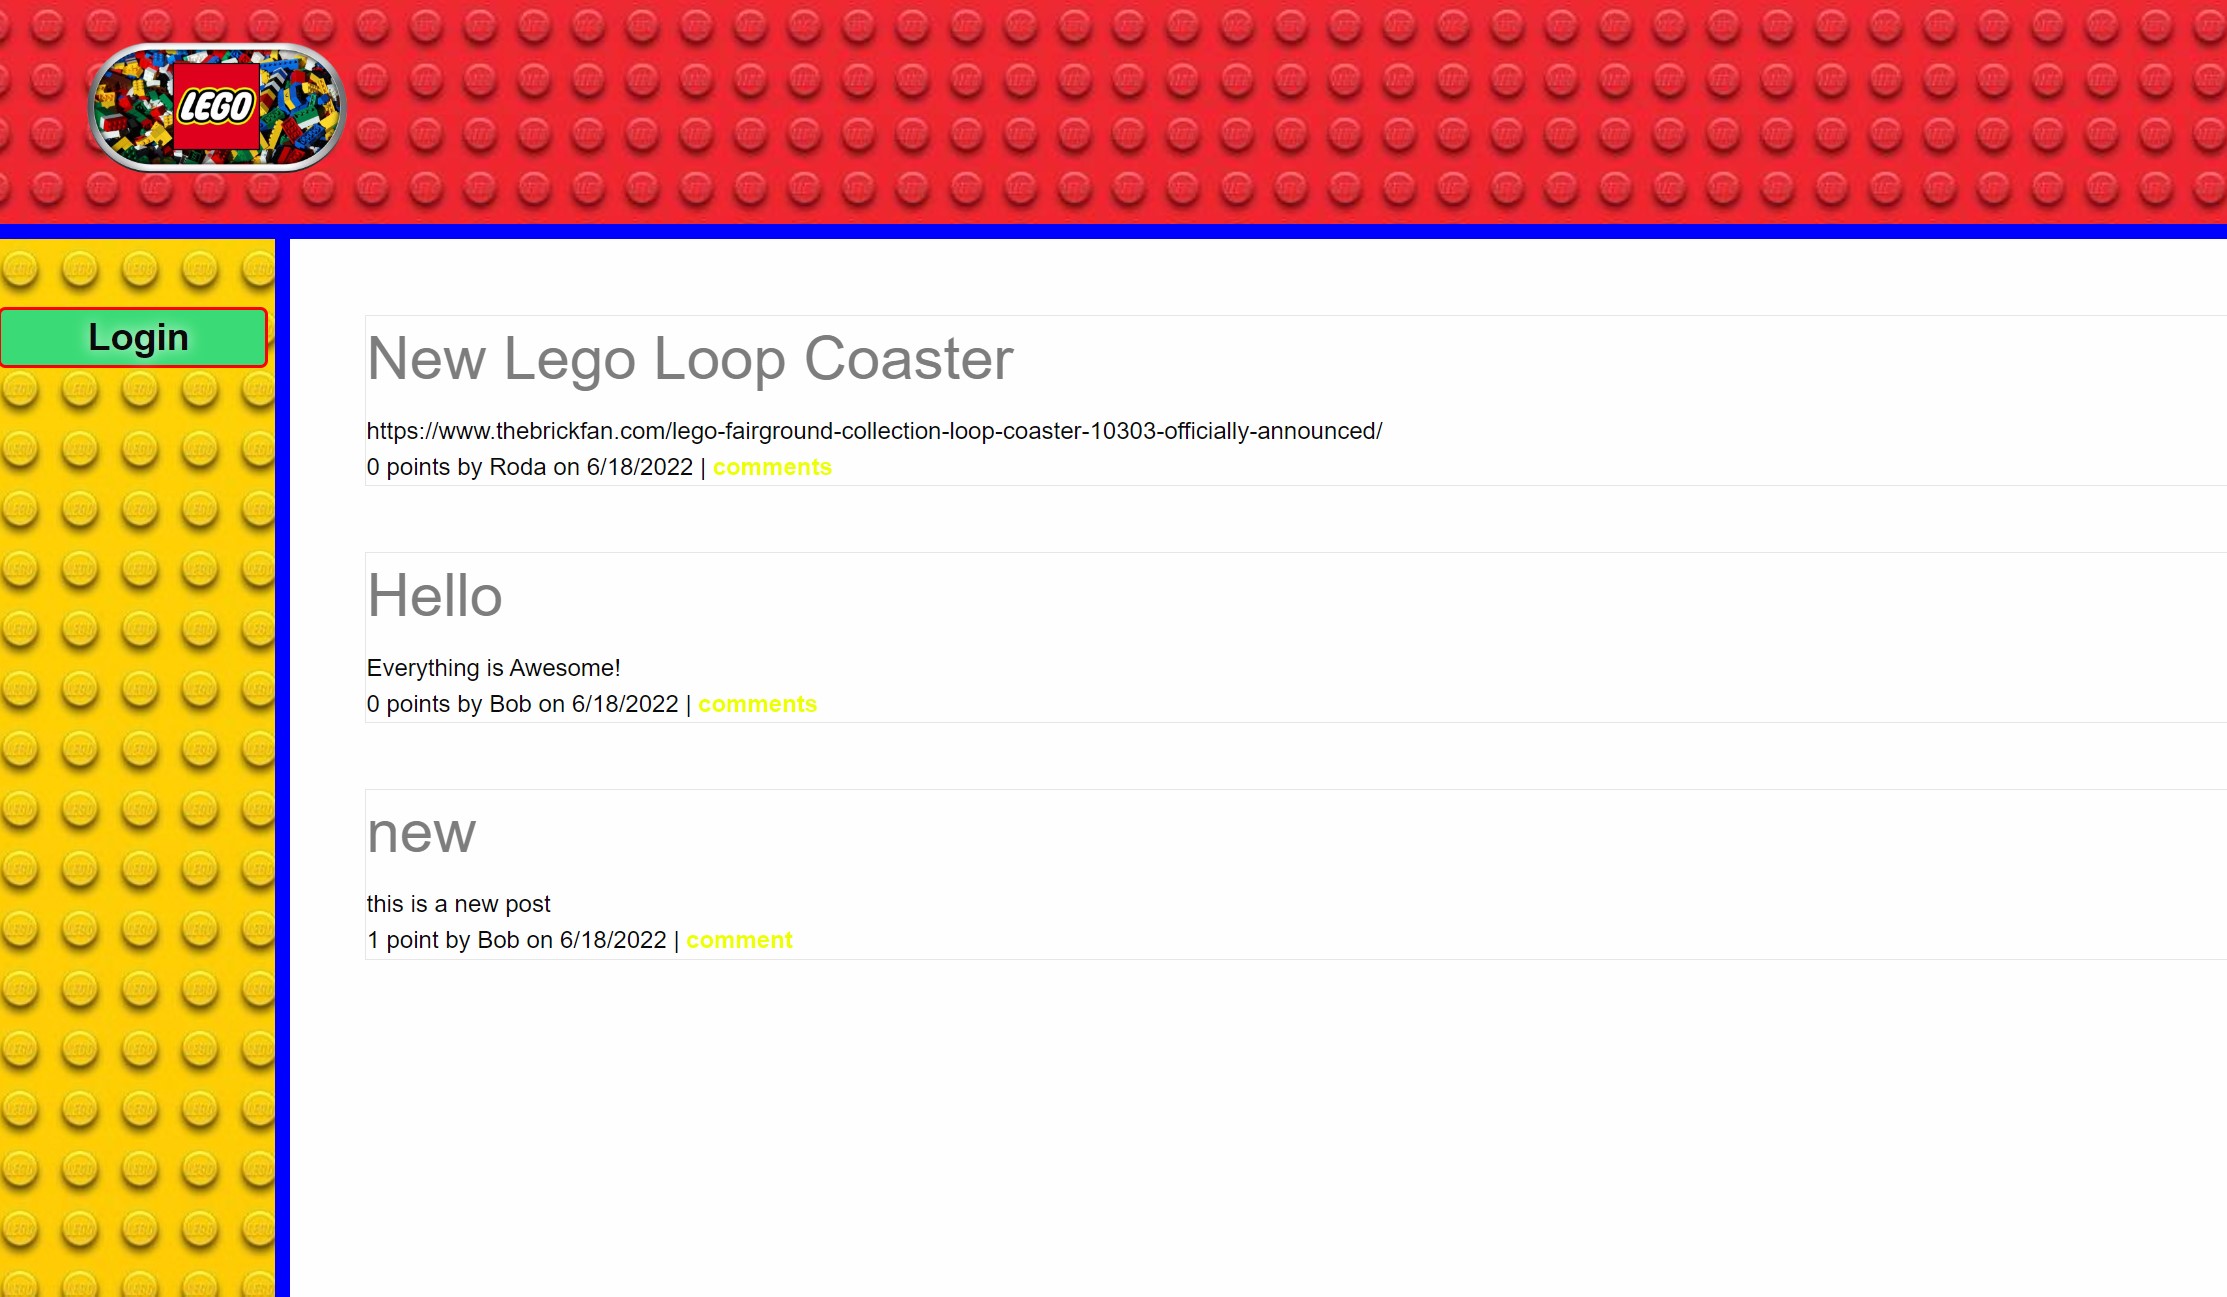 LEGO
Login
New Lego Loop Coaster
https://www.thebrickfan.com/lego-fairground-collection-loop-coaster-10303-officially-announced/
0 points by Roda on 6/18/2022 | comments
Hello
Everything is Awesome!
0 points by Bob on 6/18/2022 | comments
new
this is a new post
1 point by Bob on 6/18/2022 | comment